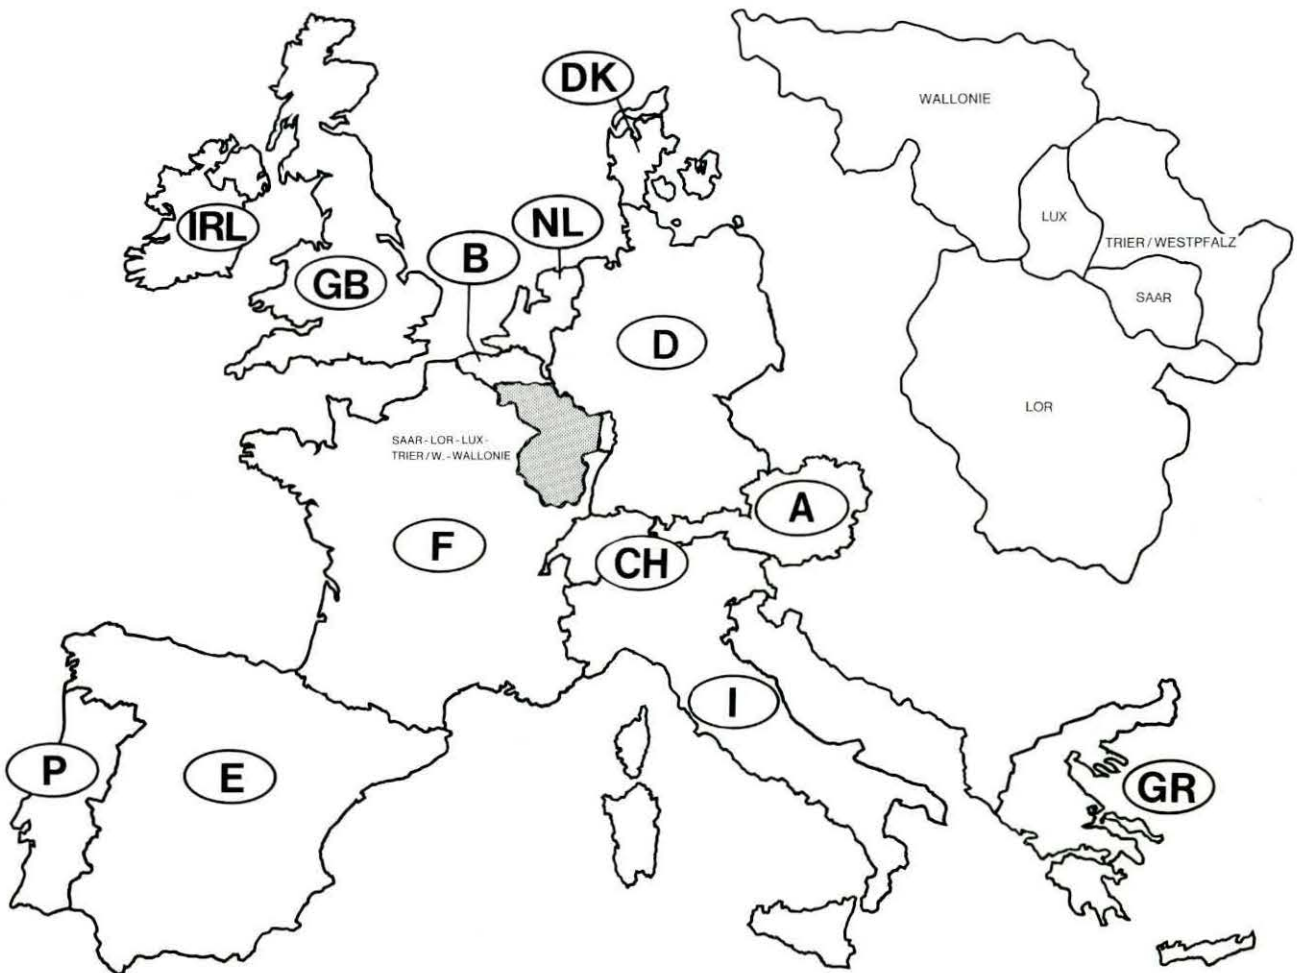 DK
WALLONIE
IRL
NL
LUX
B
TRIER / WESTPFALZ
GB
SAAR
D
LOR
SAAR - LOR - LUX -
TRIER / W. - WALLONIE
A
F
CH
I
P
E
GR